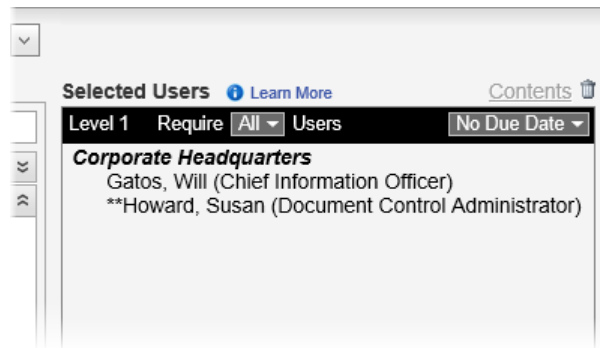 Selected Users Learn More Contents
Level 1 Require All Users No Due Date
Corporate Headquarters
Gatos, Will (Chief Information Officer)
**Howard, Susan (Document Control Administrator)